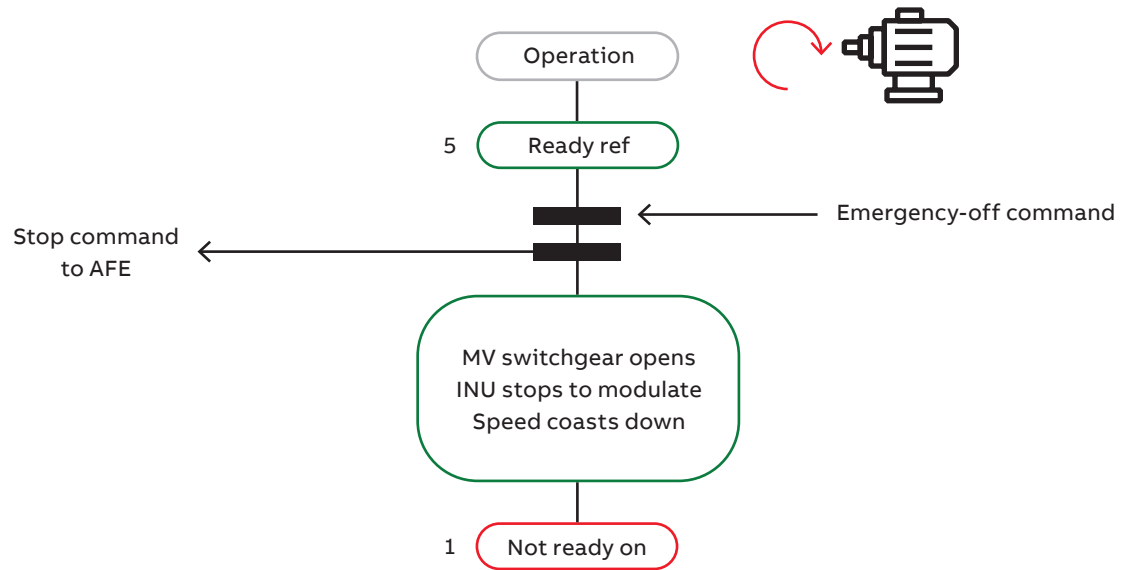 Operation
5
Ready ref
Emergency-off command
Stop command
to AFE
MV switchgear opens
INU stops to modulate
Speed coasts down
1
Not ready on